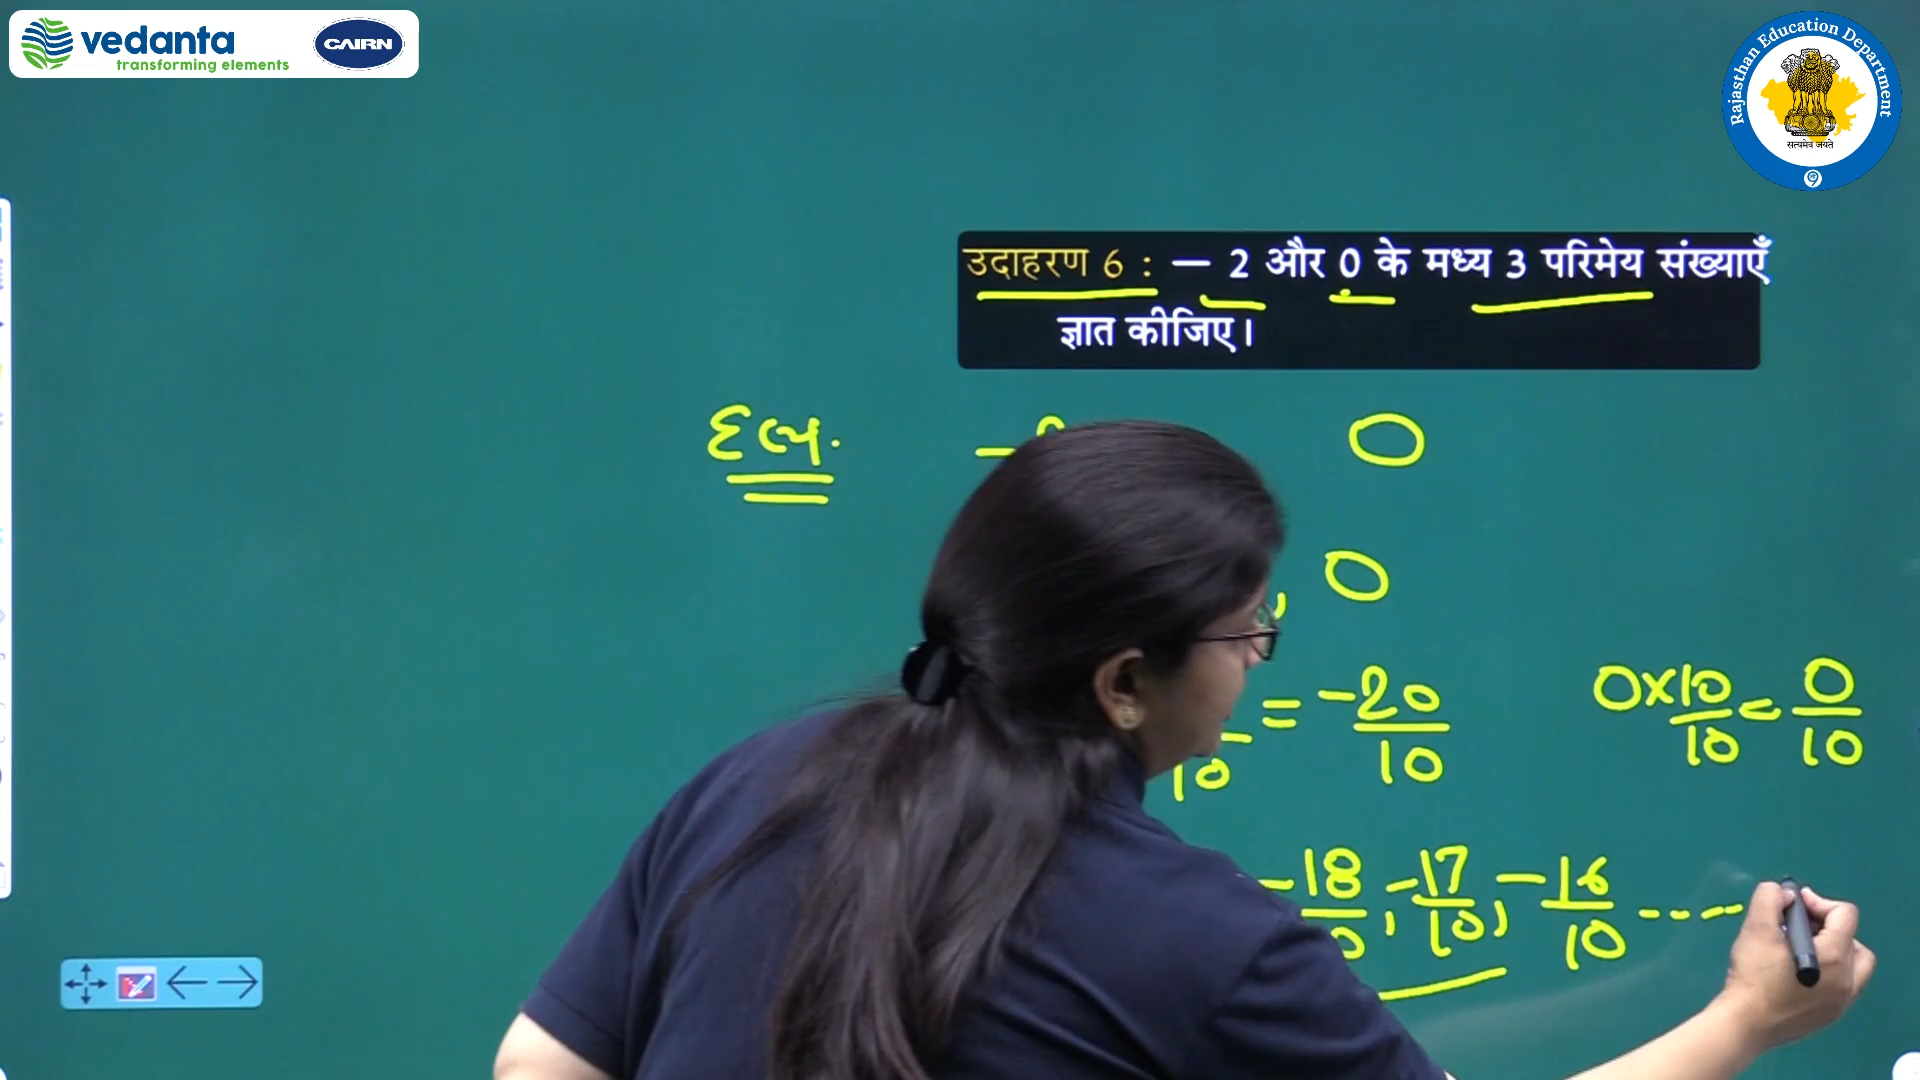 vedanta
transforming elements
CAIRN
Rajasthan Education Department
सत्यमेव जयते
उदाहरण 6 : — 2 और 0 के मध्य 3 परिमेय संख्याएँ
ज्ञात कीजिए।
हल.
0
, 0
10 = -20/10
0×10/10 = 0/10
-18/10, -17/10, -16/10 ----